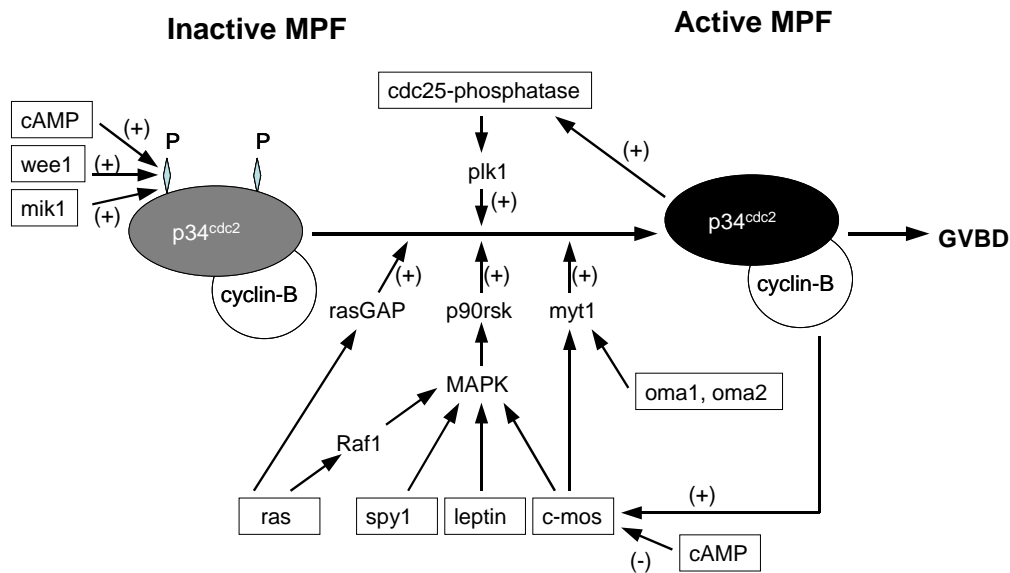 Inactive MPF
Active MPF
cdc25-phosphatase
cAMP
(+)
P
P
wee1
(+)
(+)
plk1
mik1
(+)
(+)
p34cdc2
p34cdc2
GVBD
cyclin-B
cyclin-B
(+)
(+)
(+)
rasGAP
p90rsk
myt1
MAPK
oma1, oma2
Raf1
(+)
ras
spy1
leptin
c-mos
(-)
cAMP